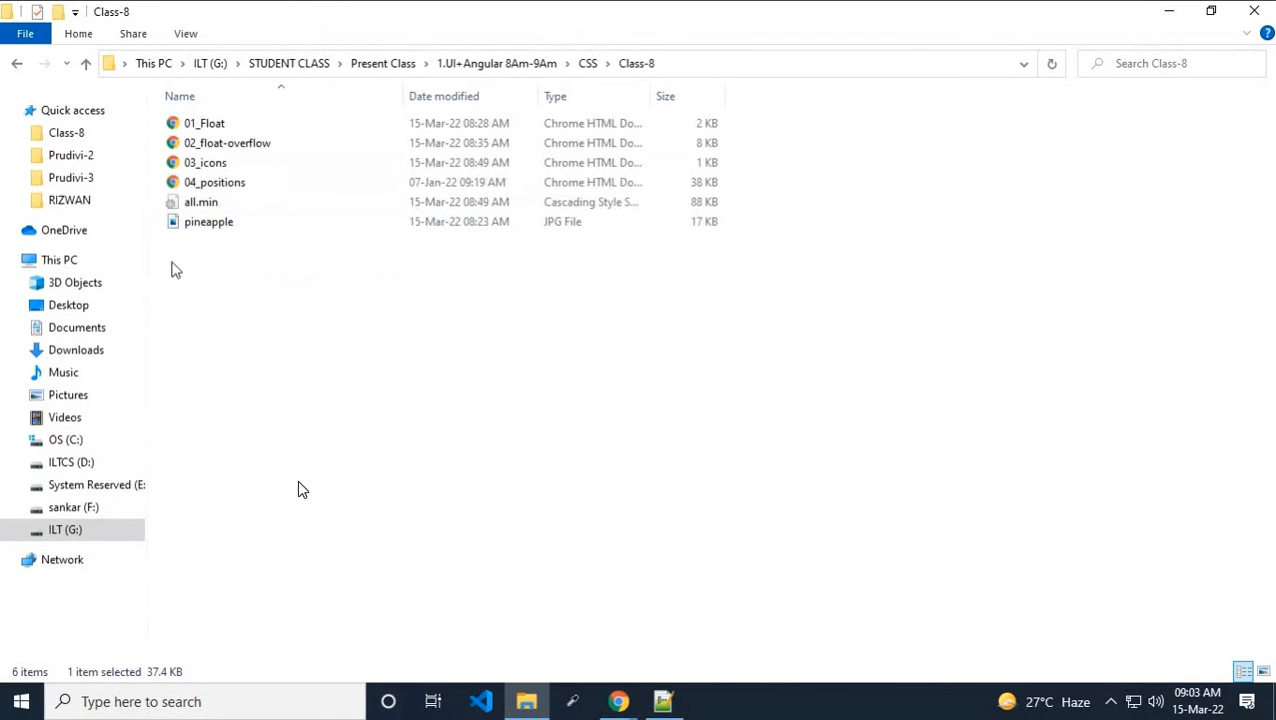 Class-8
File Home Share View
This PC › ILT (G:) › STUDENT CLASS › Present Class › 1.UI+Angular 8Am-9Am › CSS › Class-8
Search Class-8
Name Date modified Type Size
01_Float 15-Mar-22 08:28 AM Chrome HTML Do... 2 KB
02_float-overflow 15-Mar-22 08:35 AM Chrome HTML Do... 8 KB
03_icons 15-Mar-22 08:49 AM Chrome HTML Do... 1 KB
04_positions 07-Jan-22 09:19 AM Chrome HTML Do... 38 KB
all.min 15-Mar-22 08:49 AM Cascading Style S... 88 KB
pineapple 15-Mar-22 08:23 AM JPG File 17 KB
Quick access
Class-8
Prudivi-2
Prudivi-3
RIZWAN
OneDrive
This PC
3D Objects
Desktop
Documents
Downloads
Music
Pictures
Videos
OS (C:)
ILTCS (D:)
System Reserved (E:
sankar (F:)
ILT (G:)
Network
6 items 1 item selected 37.4 KB
Type here to search
27°C Haze
09:03 AM
15-Mar-22